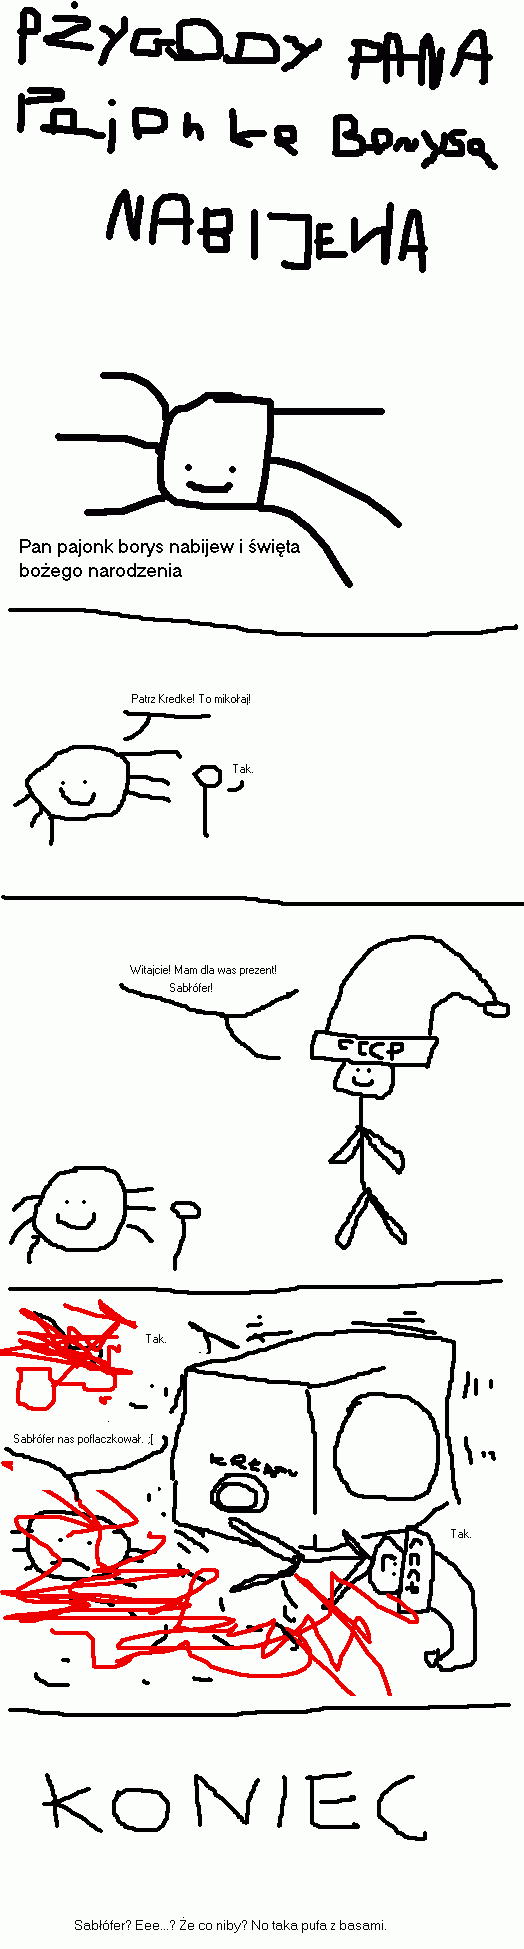 PŻYGODY PANA
Pajonka Borysa
NABIJEWA
Pan pajonk borys nabijew i święta
bożego narodzenia
Patrz Kredke! To mikołaj!
Tak.
Witajcie! Mam dla was prezent!
Sabłófer!
CCCP
Tak.
Sabłófer nas poflaczkował. ;[
Tak.
CCCP
KONIEC
Sabłófer? Eee...? Że co niby? No taka pufa z basami.